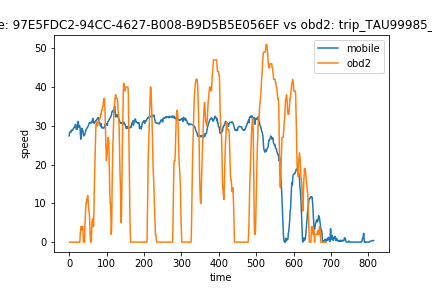 e: 97E5FDC2-94CC-4627-B008-B9D5B5E056EF vs obd2: trip_TAU99985_
mobile
obd2
50
40
30
20
10
0
speed
0 100 200 300 400 500 600 700 800
time